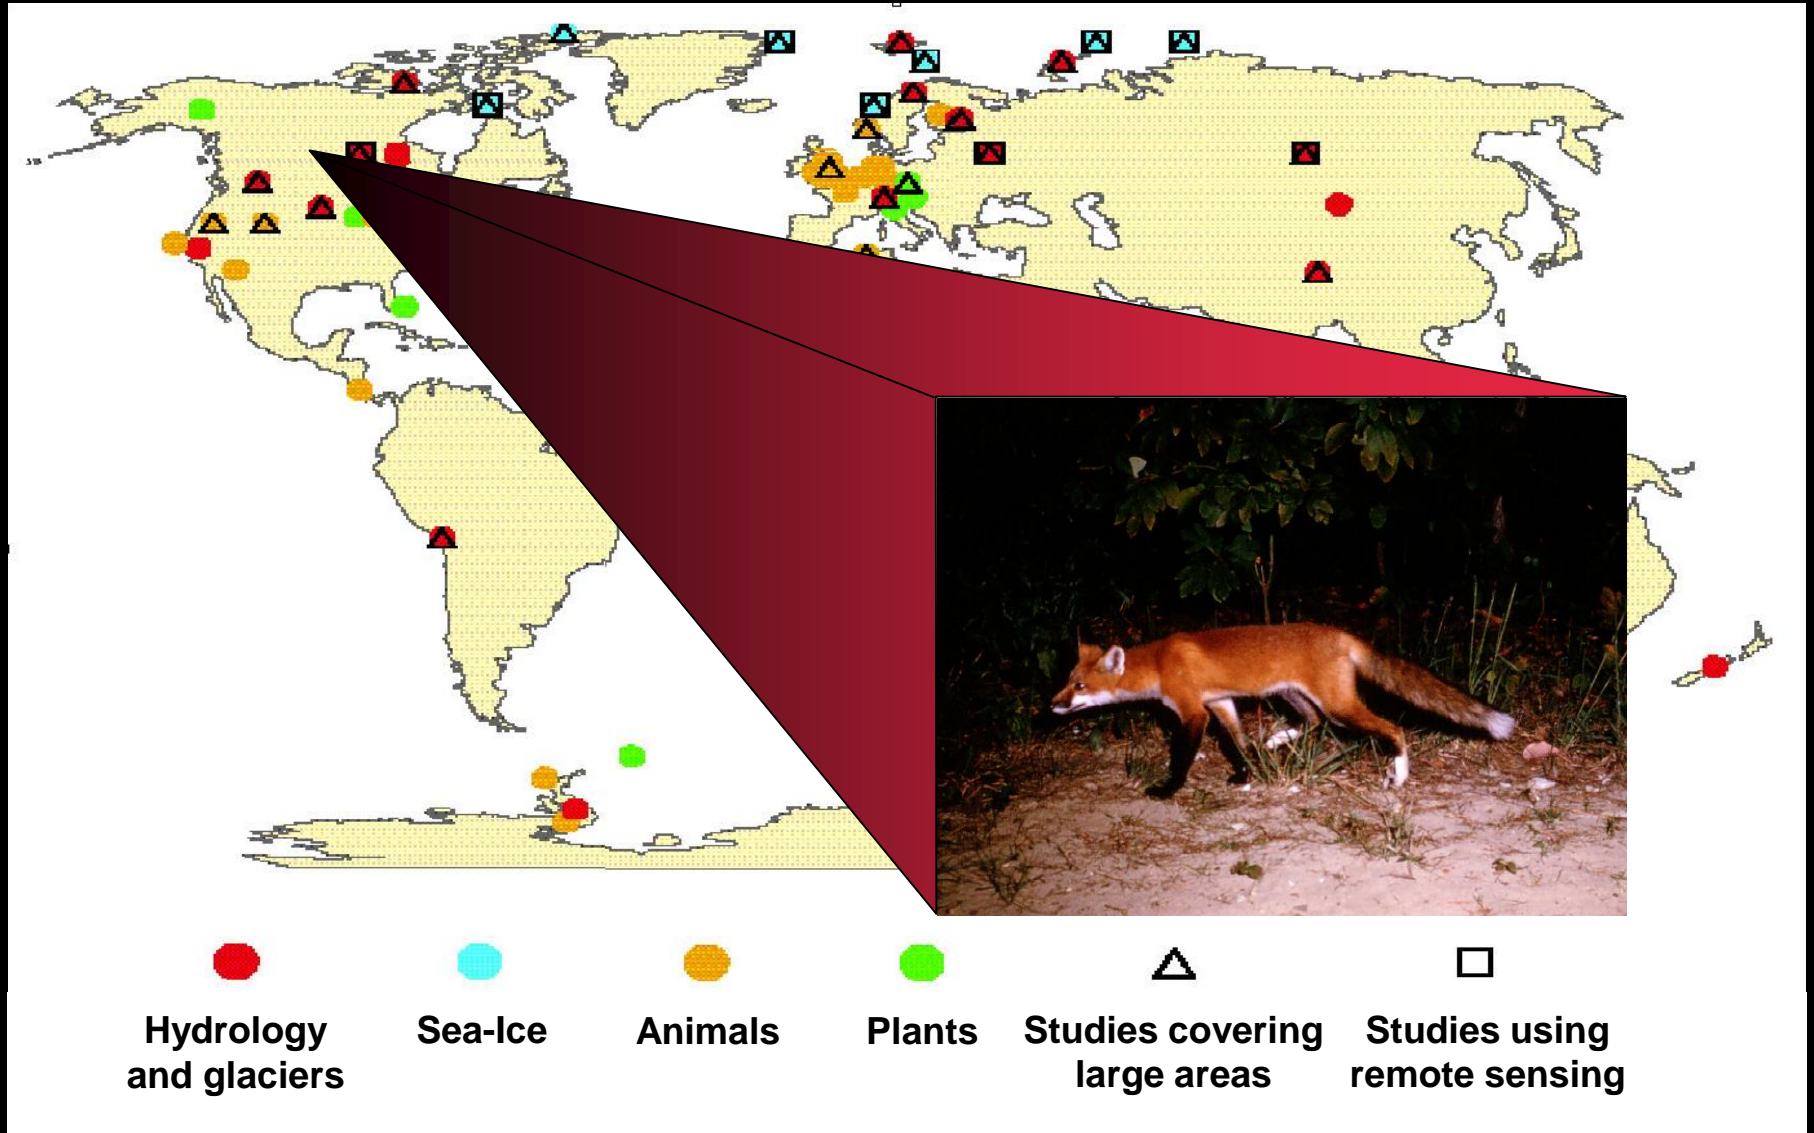 Hydrology
and glaciers
Sea-Ice
Animals
Plants
Studies covering
large areas
Studies using
remote sensing